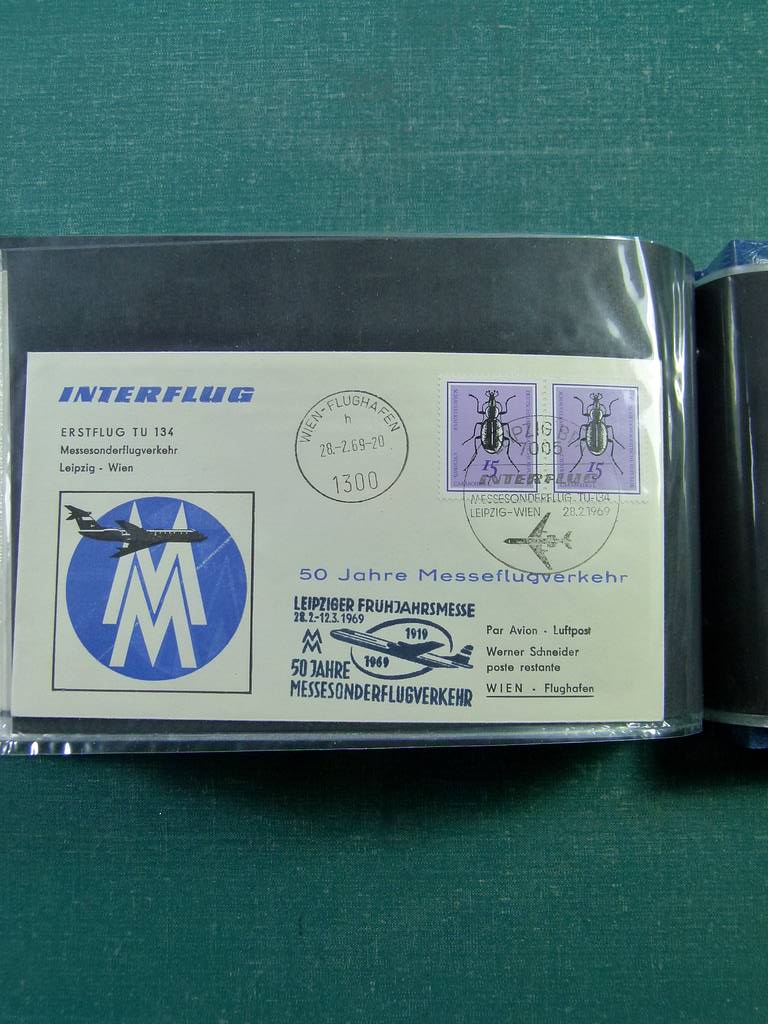 INTERFLUG
ERSTFLUG TU 134
Messesonderflugverkehr
Leipzig - Wien
WIEN-FLUGHAFEN
h
28.-2.69-20
1300
15
15
7005
INTERFLUG
MESSESONDERFLUG TU-134
LEIPZIG-WIEN 28.2.1969
50 Jahre Messeflugverkehr
LEIPZIGER FRUHJAHRSMESSE
28.2.-12.3.1969
1919
1969
50 JAHRE
MESSESONDERFLUGVERKEHR
Par Avion - Luftpost
Werner Schneider
poste restante
WIEN - Flughafen
M
M